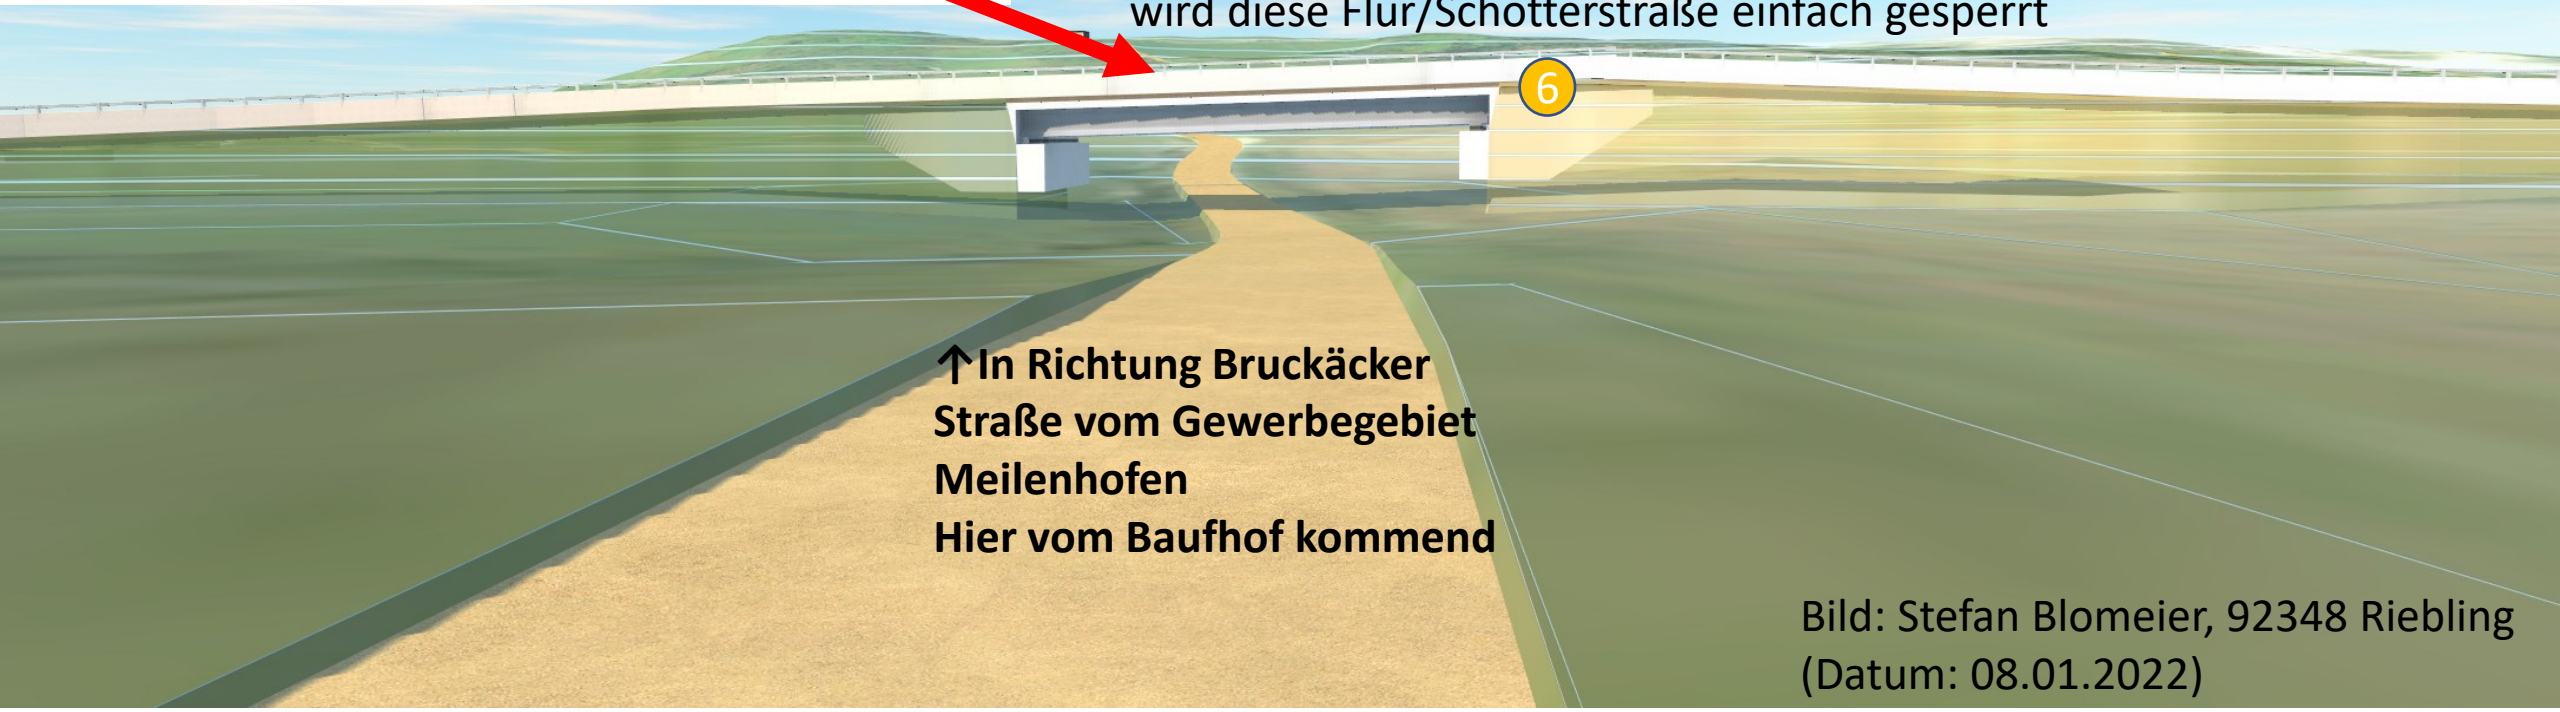 wird diese Flur/Schotterstraße einfach gesperrt
6
↑In Richtung Bruckäcker
Straße vom Gewerbegebiet
Meilenhofen
Hier vom Baufhof kommend
Bild: Stefan Blomeier, 92348 Riebling
(Datum: 08.01.2022)